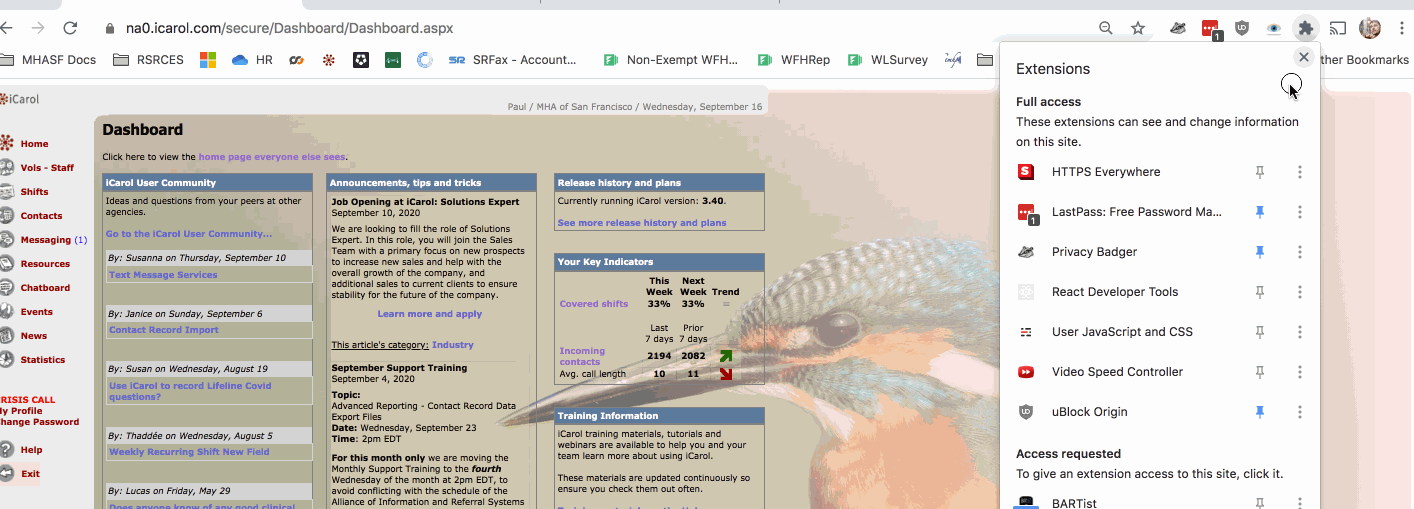 na0.icarol.com/secure/Dashboard/Dashboard.aspx
1
MHASF Docs
RSRCES
HR
SRFax - Account...
Non-Exempt WFH...
WFHRep
WLSurvey
ther Bookmarks
iCarol
Paul / MHA of San Francisco / Wednesday, September 16
Home
Vols - Staff
Shifts
Contacts
Messaging (1)
Resources
Chatboard
Events
News
Statistics
RISIS CALL
My Profile
hange Password
Help
Exit
Dashboard
Click here to view the home page everyone else sees.
iCarol User Community
Ideas and questions from your peers at other
agencies.
Go to the iCarol User Community...
By: Susanna on Thursday, September 10
Text Message Services
By: Janice on Sunday, September 6
Contact Record Import
By: Susan on Wednesday, August 19
Use iCarol to record Lifeline Covid
questions?
By: Thaddée on Wednesday, August 5
Weekly Recurring Shift New Field
By: Lucas on Friday, May 29
Does anyone know of any good clinical
Announcements, tips and tricks
Job Opening at iCarol: Solutions Expert
September 10, 2020
We are looking to fill the role of Solutions
Expert. In this role, you will join the Sales
Team with a primary focus on new prospects
to increase new sales and help with the
overall growth of the company, and
additional sales to current clients to ensure
stability for the future of the company.
Learn more and apply
This article's category: Industry
September Support Training
September 4, 2020
Topic:
Advanced Reporting - Contact Record Data
Export Files
Date: Wednesday, September 23
Time: 2pm EDT
For this month only we are moving the
Monthly Support Training to the fourth
Wednesday of the month at 2pm EDT, to
avoid conflicting with the schedule of the
Alliance of Information and Referral Systems
Release history and plans
Currently running iCarol version: 3.40.
See more release history and plans
Your Key Indicators
This Week Next Week Trend
Covered shifts 33% 33% =
Last 7 days Prior 7 days
Incoming contacts 2194 2082
Avg. call length 10 11
Training Information
iCarol training materials, tutorials and
webinars are available to help you and your
team learn more about using iCarol.
These materials are updated continuously so
ensure you check them out often.
Extensions
Full access
These extensions can see and change information
on this site.
HTTPS Everywhere
LastPass: Free Password Ma...
1
Privacy Badger
React Developer Tools
User JavaScript and CSS
Video Speed Controller
uBlock Origin
Access requested
To give an extension access to this site, click it.
BARTist